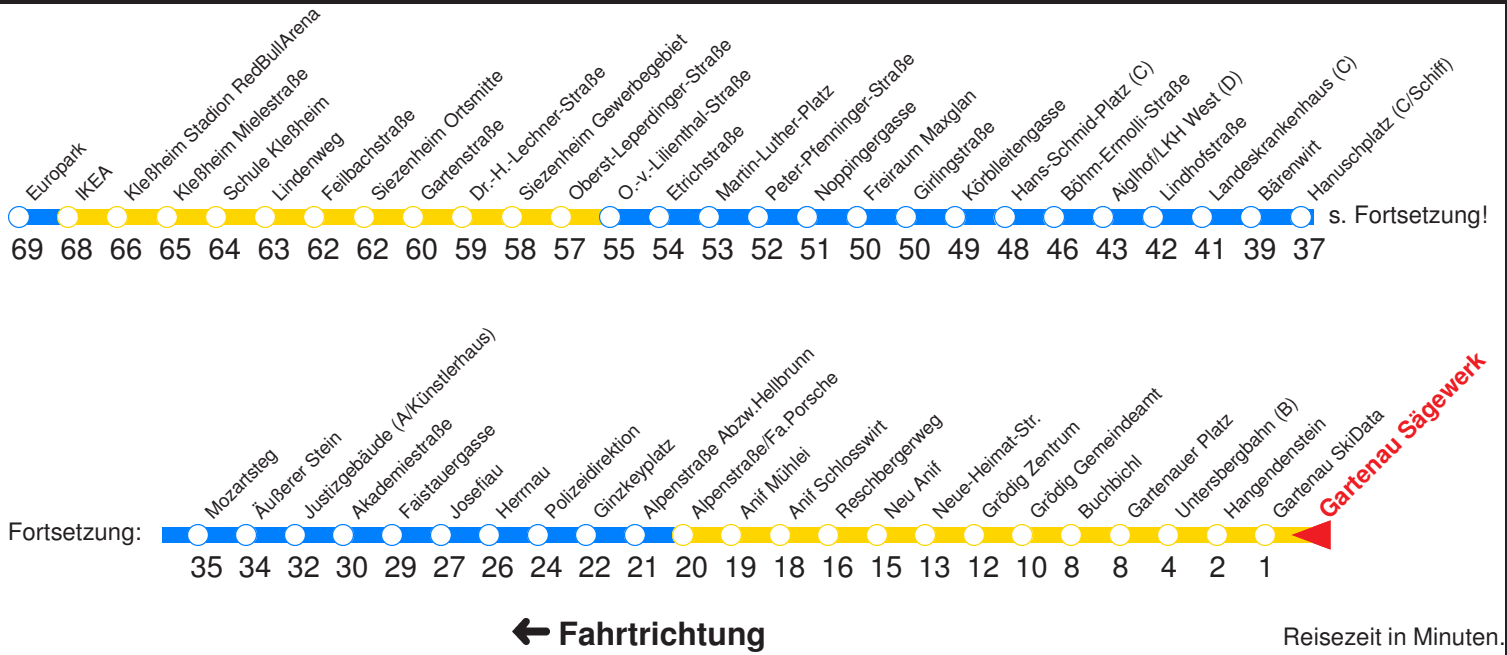 Europark
IKEA
Kleßheim Stadion RedBullArena
Kleßheim Mielestraße
Schule Kleßheim
Lindenweg
Feilbachstraße
Siezenheim Ortsmitte
Gartenstraße
Dr.-H.-Lechner-Straße
Siezenheim Gewerbegebiet
Oberst-Leperdinger-Straße
O.-v.-Lilienthal-Straße
Etrichstraße
Martin-Luther-Platz
Peter-Pfenninger-Straße
Noppingergasse
Freiraum Maxglan
Girlingstraße
Körblleitengasse
Hans-Schmid-Platz (C)
Böhm-Ermolli-Straße
Aiglhof/LKH West (D)
Lindhofstraße
Landeskrankenhaus (C)
Bärenwirt
Hanuschplatz (C/Schiff)
s. Fortsetzung!
69 68 66 65 64 63 62 62 60 59 58 57 55 54 53 52 51 50 50 49 48 46 43 42 41 39 37
Fortsetzung:
Mozartsteg
Äußerer Stein
Justizgebäude (A/Künstlerhaus)
Akademiestraße
Faistauergasse
Josefiau
Herrnau
Polizeidirektion
Ginzkeyplatz
Alpenstraße Abzw.Hellbrunn
Alpenstraße/Fa.Porsche
Anif Mühlei
Anif Schlosswirt
Reschbergerweg
Neu Anif
Neue-Heimat-Str.
Grödig Zentrum
Grödig Gemeindeamt
Buchbichl
Gartenauer Platz
Untersbergbahn (B)
Hangendenstein
Gartenau SkiData
Gartenau Sägewerk
35 34 32 30 29 27 26 24 22 21 20 19 18 16 15 13 12 10 8 8 4 2 1
← Fahrtrichtung
Reisezeit in Minuten.